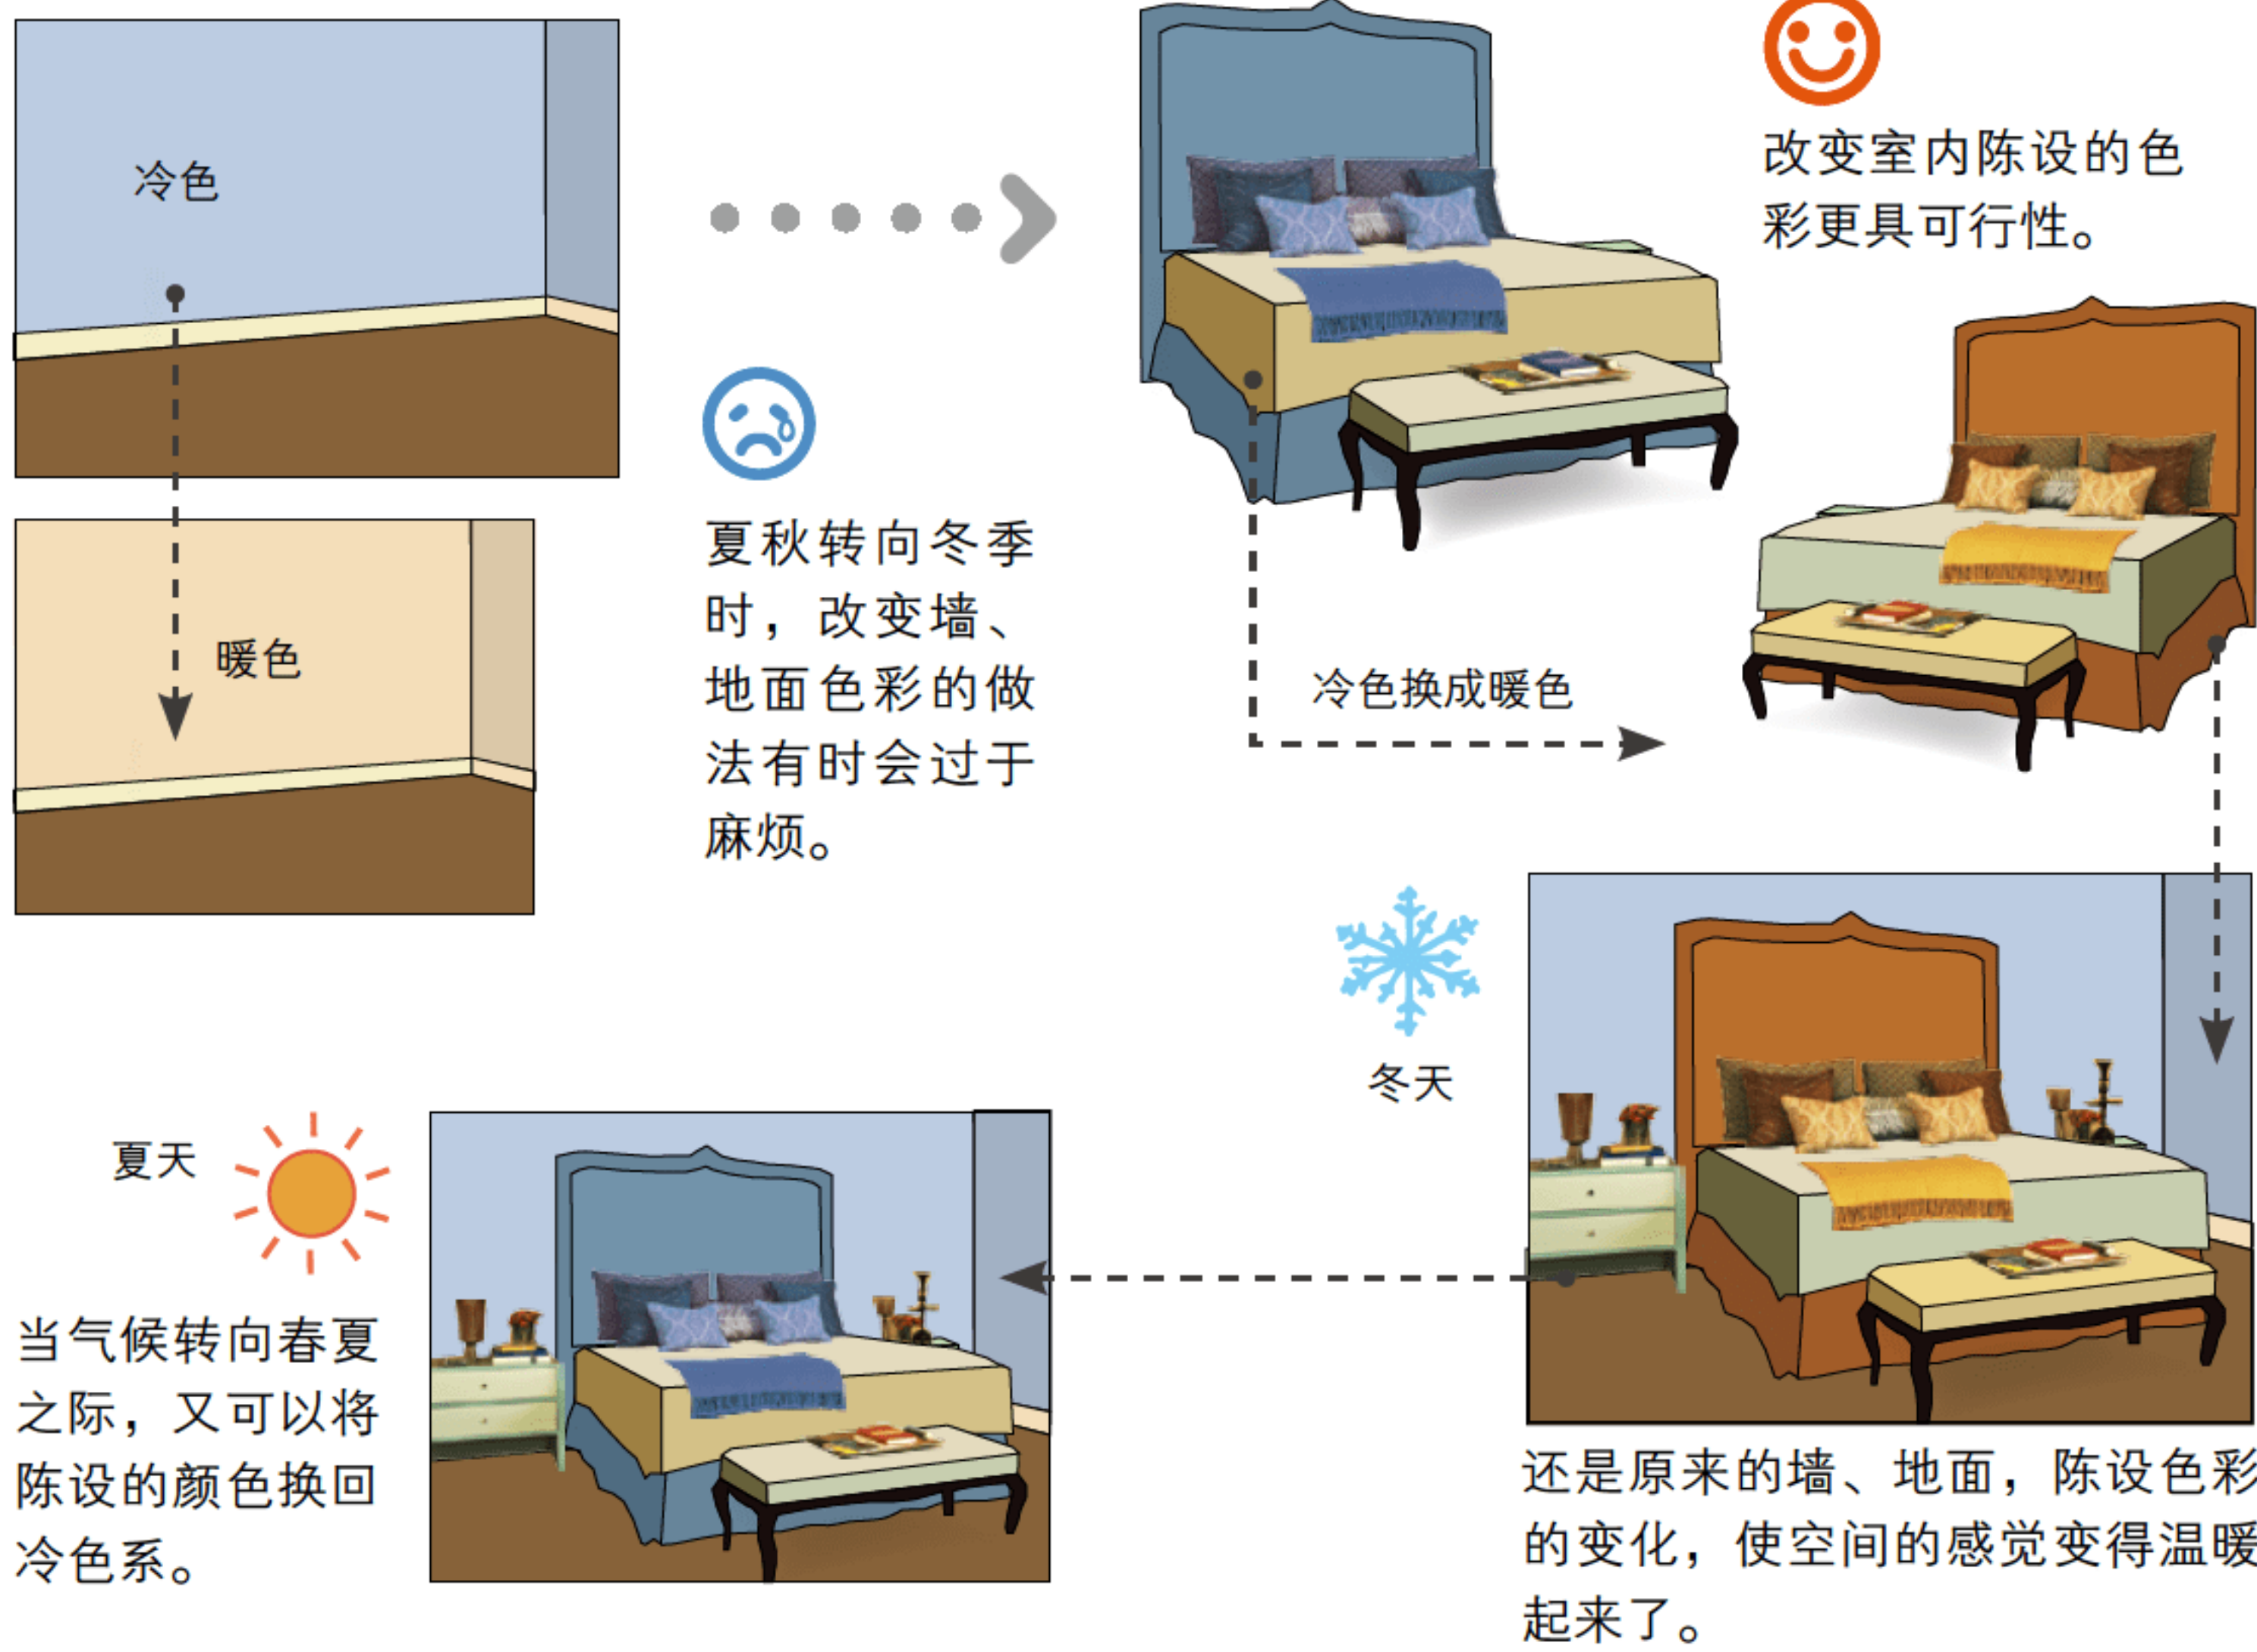 冷色
暖色
夏秋转向冬季
时，改变墙、
地面色彩的做
法有时会过于
麻烦。
改变室内陈设的色
彩更具可行性。
冷色换成暖色
冬天
还是原来的墙、地面，陈设色彩
的变化，使空间的感觉变得温暖
起来了。
夏天
当气候转向春夏
之际，又可以将
陈设的颜色换回
冷色系。